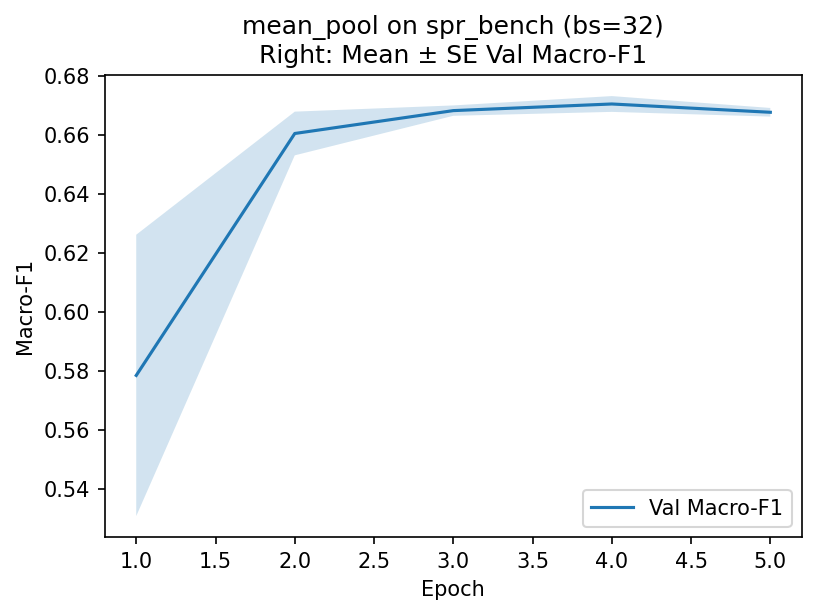 mean_pool on spr_bench (bs=32)
Right: Mean ± SE Val Macro-F1
Macro-F1
0.68
0.66
0.64
0.62
0.60
0.58
0.56
0.54
Val Macro-F1
1.0 1.5 2.0 2.5 3.0 3.5 4.0 4.5 5.0
Epoch